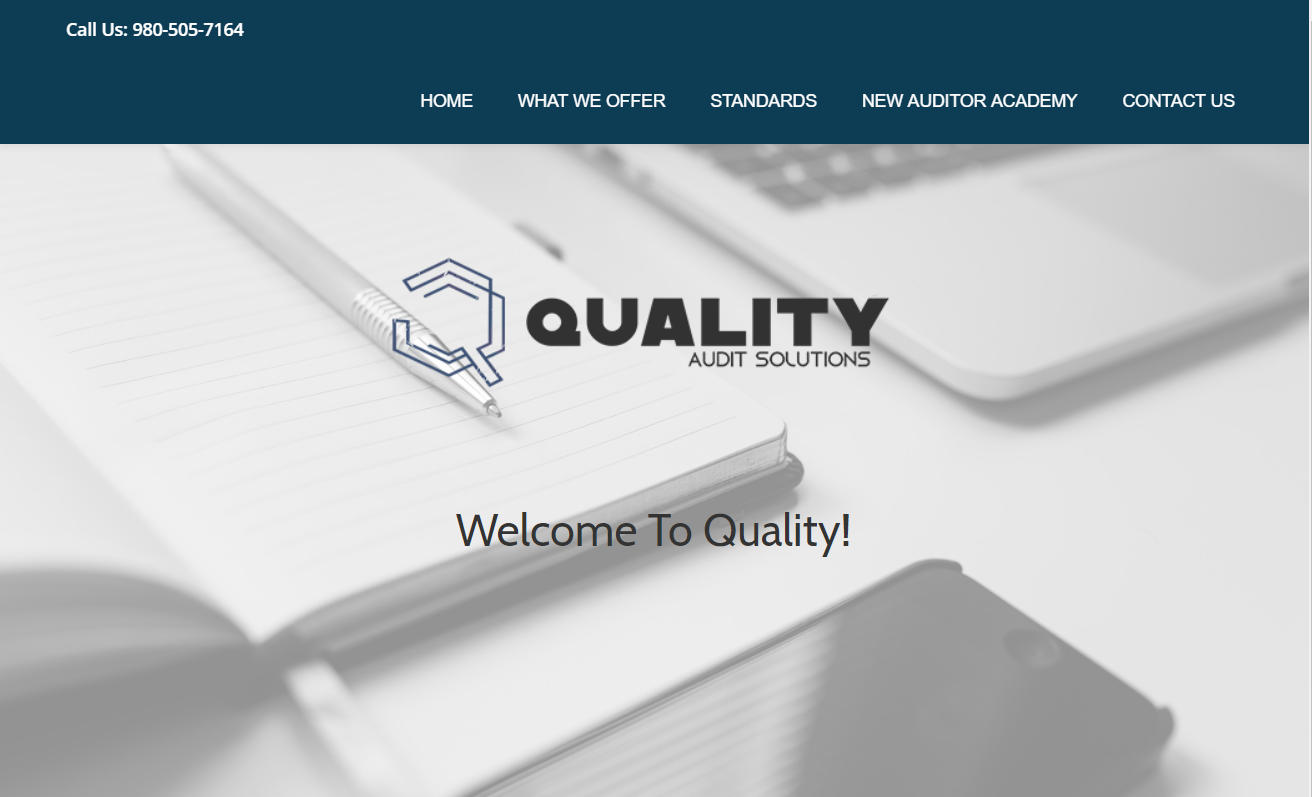 Call Us: 980-505-7164
HOME WHAT WE OFFER STANDARDS NEW AUDITOR ACADEMY CONTACT US
QUALITY
AUDIT SOLUTIONS
Welcome To Quality!